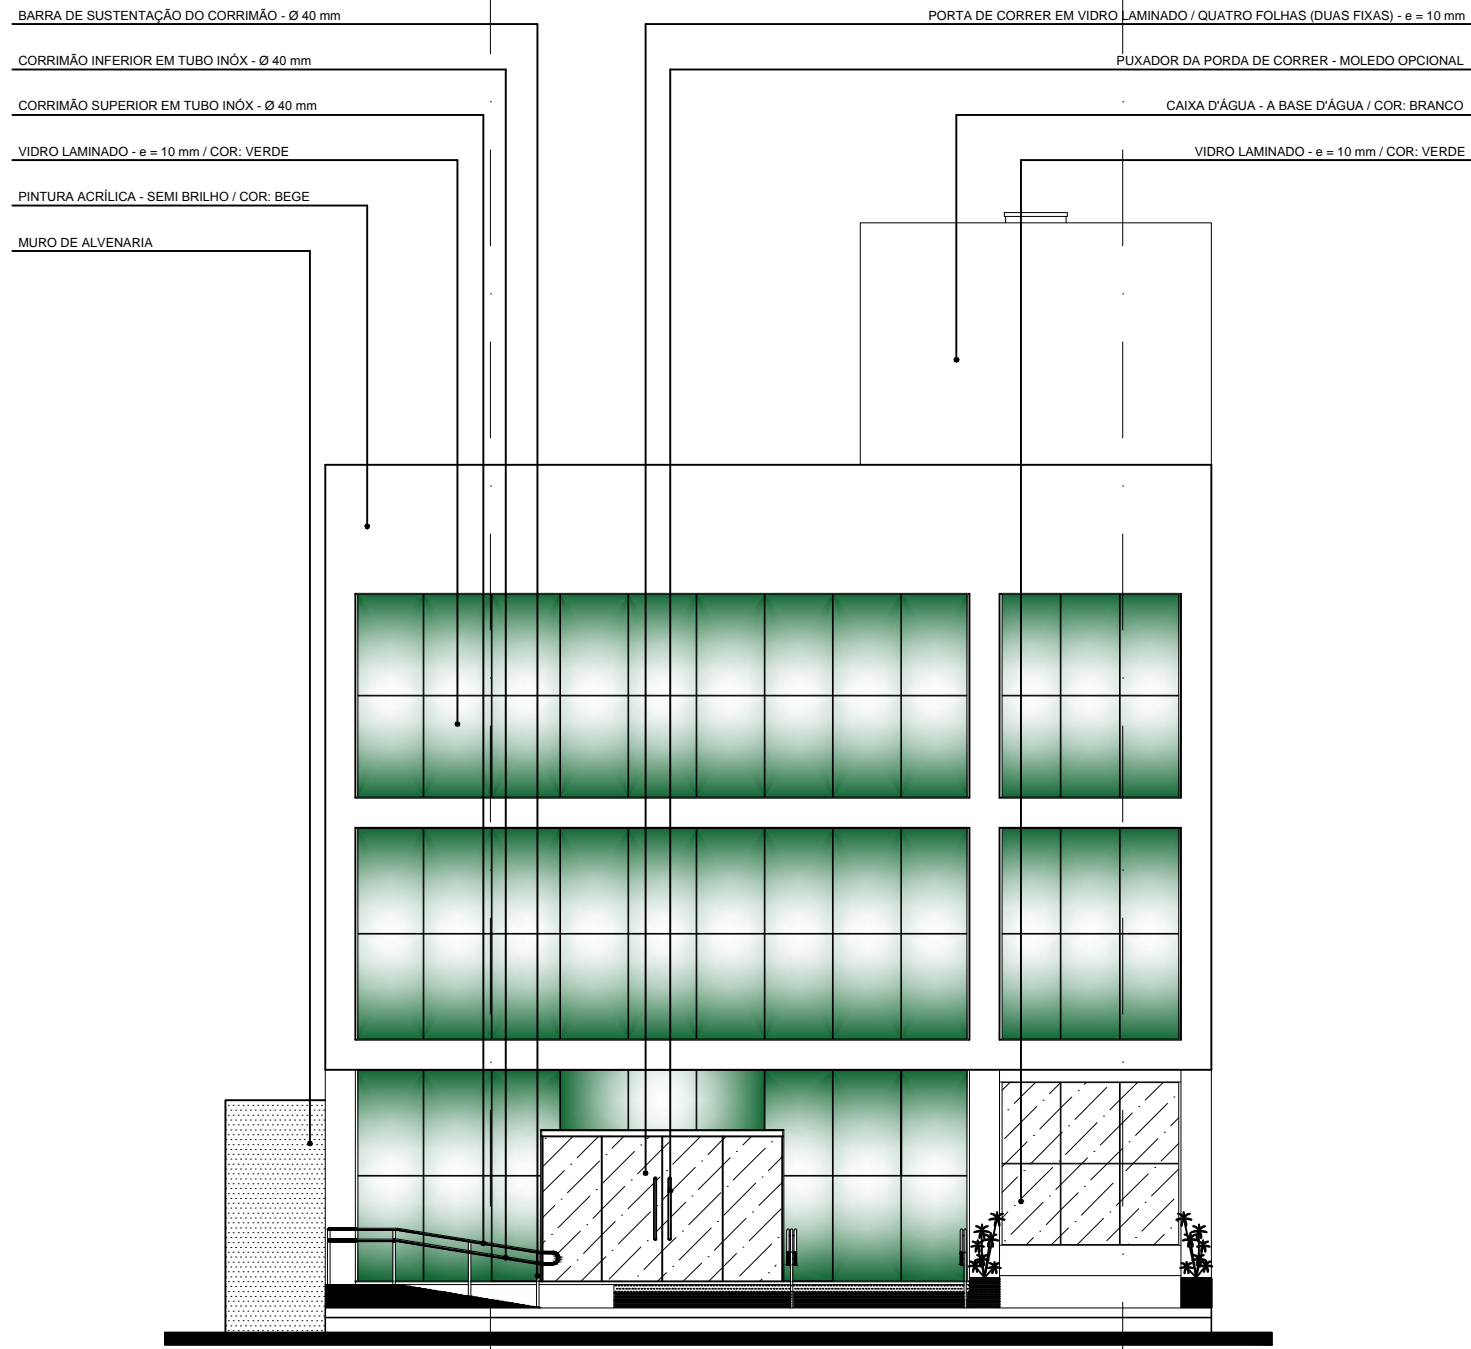 BARRA DE SUSTENTAÇÃO DO CORRIMÃO - Ø 40 mm
CORRIMÃO INFERIOR EM TUBO INÓX - Ø 40 mm
CORRIMÃO SUPERIOR EM TUBO INÓX - Ø 40 mm
VIDRO LAMINADO - e = 10 mm / COR: VERDE
PINTURA ACRÍLICA - SEMI BRILHO / COR: BEGE
MURO DE ALVENARIA
PORTA DE CORRER EM VIDRO LAMINADO / QUATRO FOLHAS (DUAS FIXAS) - e = 10 mm
PUXADOR DA PORDA DE CORRER - MOLEDO OPCIONAL
CAIXA D'ÁGUA - A BASE D'ÁGUA / COR: BRANCO
VIDRO LAMINADO - e = 10 mm / COR: VERDE